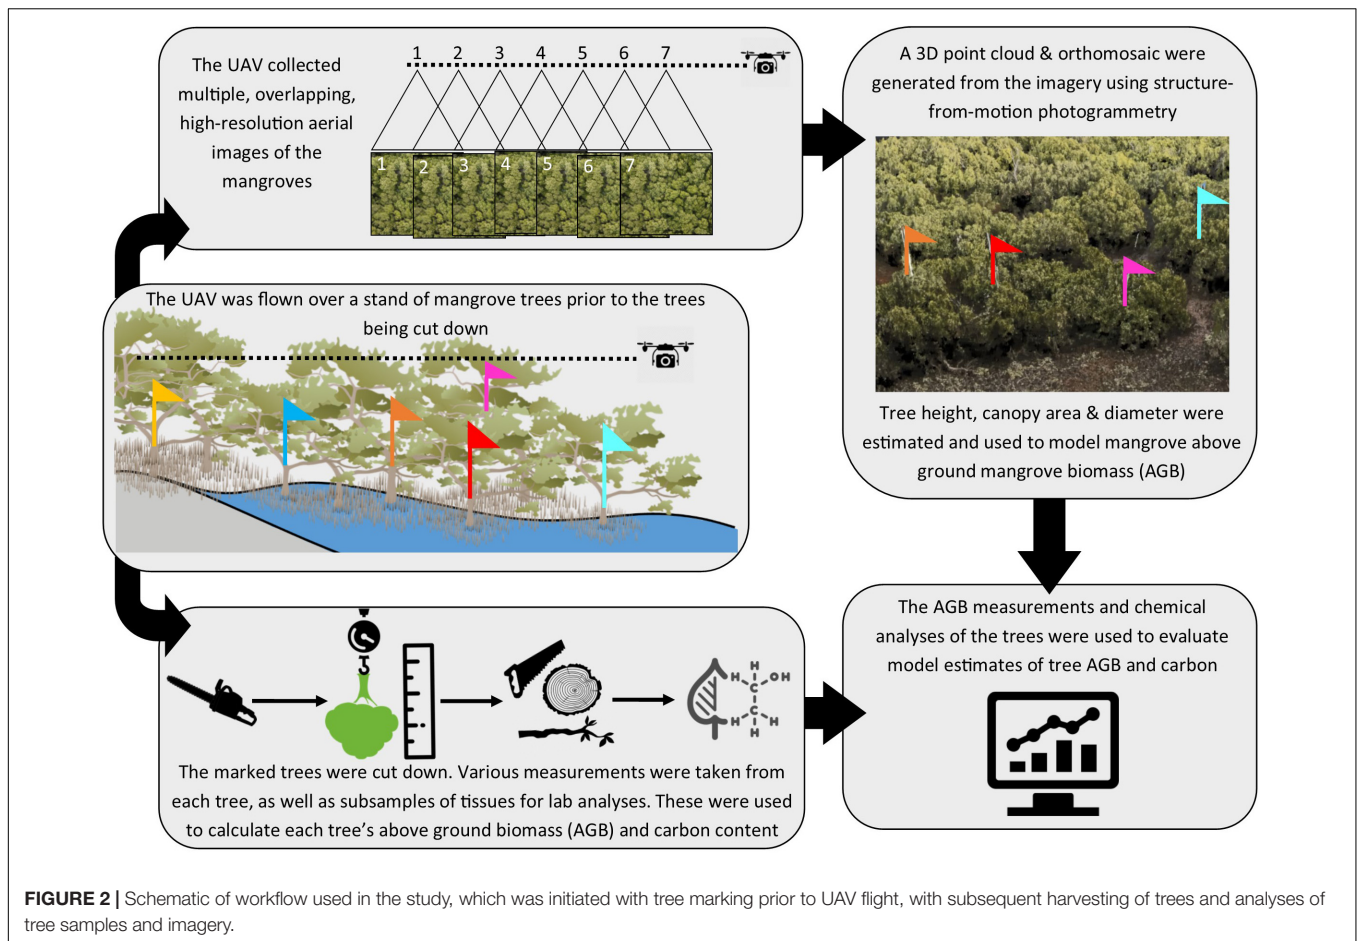 The UAV collected
multiple, overlapping,
high-resolution aerial
images of the
mangroves
1 2 3 4 5 6 7
1 2 3 4 5 6 7
A 3D point cloud & orthomosaic were
generated from the imagery using structure-
from-motion photogrammetry
Tree height, canopy area & diameter were
estimated and used to model mangrove above
ground mangrove biomass (AGB)
The UAV was flown over a stand of mangrove trees prior to the trees
being cut down
H
H C OH
H C H
H
The marked trees were cut down. Various measurements were taken from
each tree, as well as subsamples of tissues for lab analyses. These were used
to calculate each tree's above ground biomass (AGB) and carbon content
The AGB measurements and chemical
analyses of the trees were used to evaluate
model estimates of tree AGB and carbon
FIGURE 2 | Schematic of workflow used in the study, which was initiated with tree marking prior to UAV flight, with subsequent harvesting of trees and analyses of
tree samples and imagery.